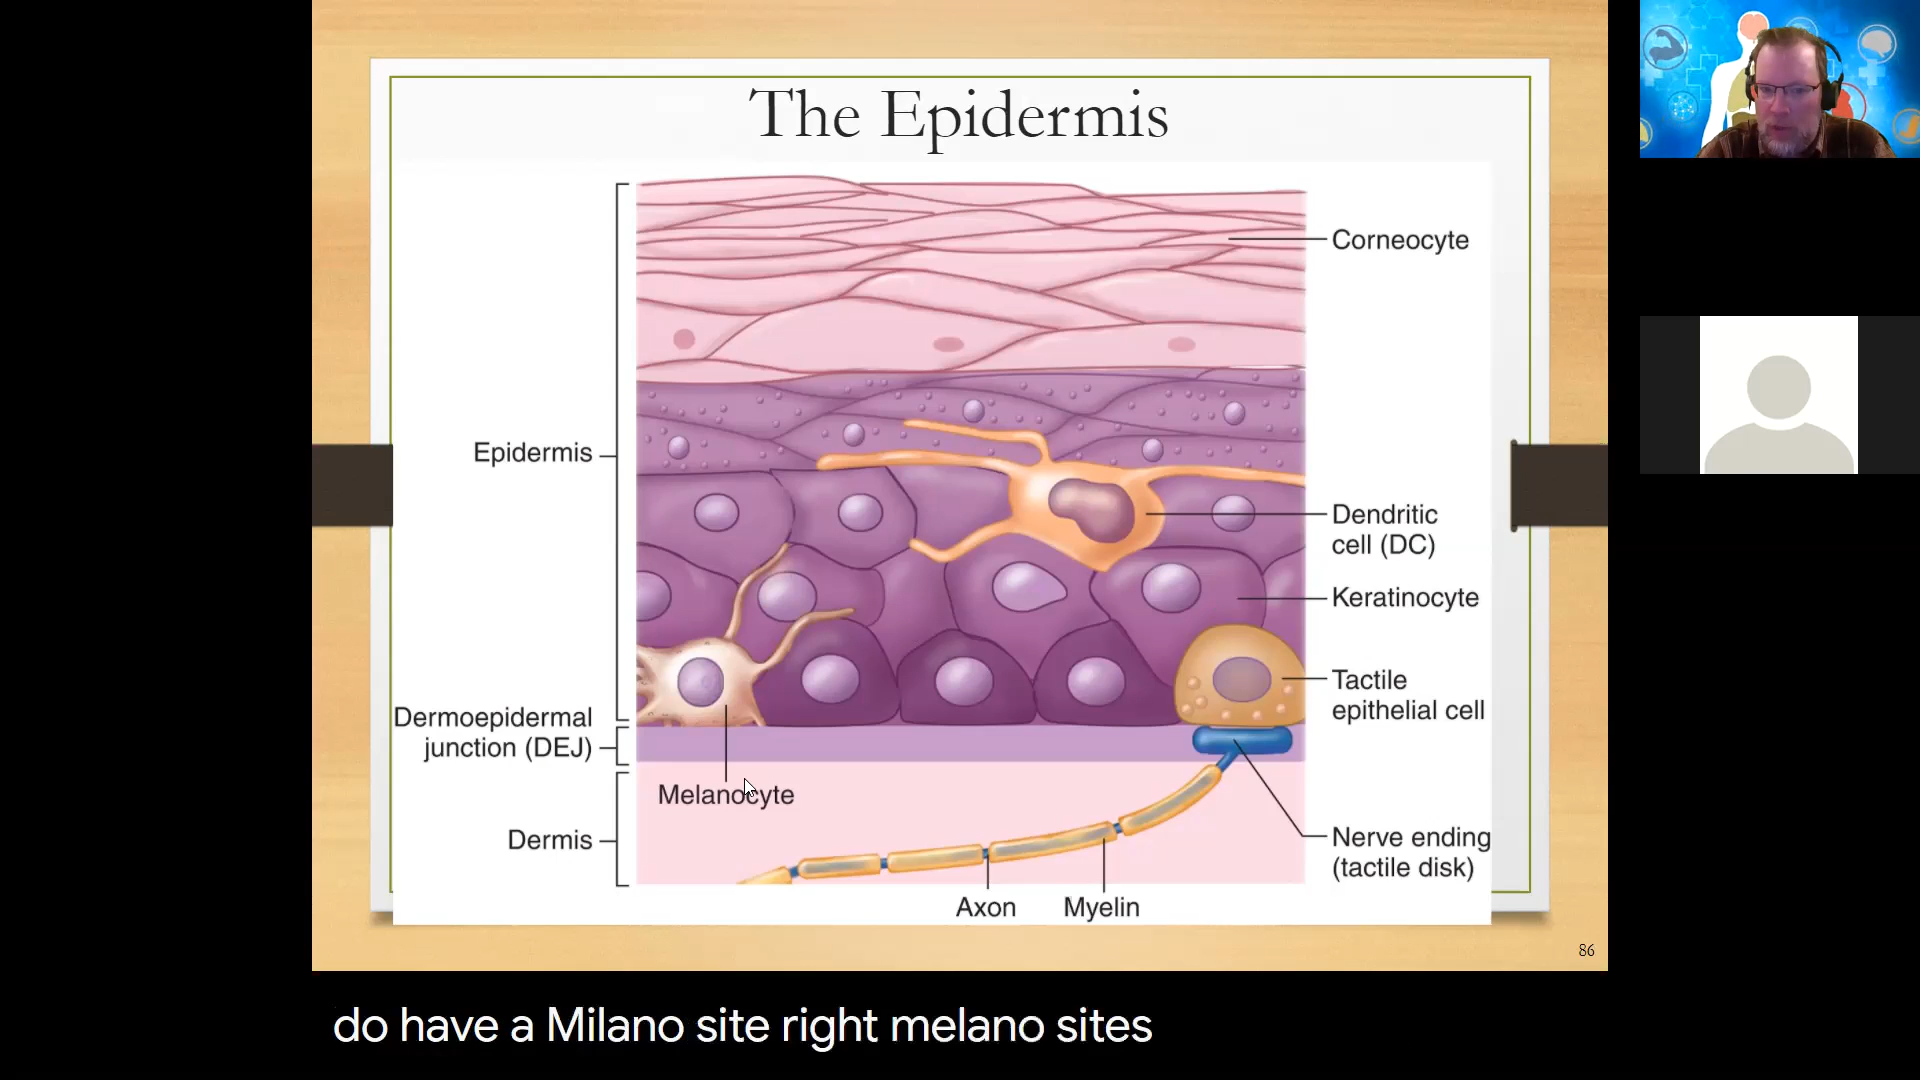 The Epidermis
Corneocyte
Epidermis
Dendritic
cell (DC)
Keratinocyte
Tactile
epithelial cell
Dermoepidermal
junction (DEJ)
Melanocyte
Dermis
Nerve ending
(tactile disk)
Axon
Myelin
86
do have a Milano site right melano sites